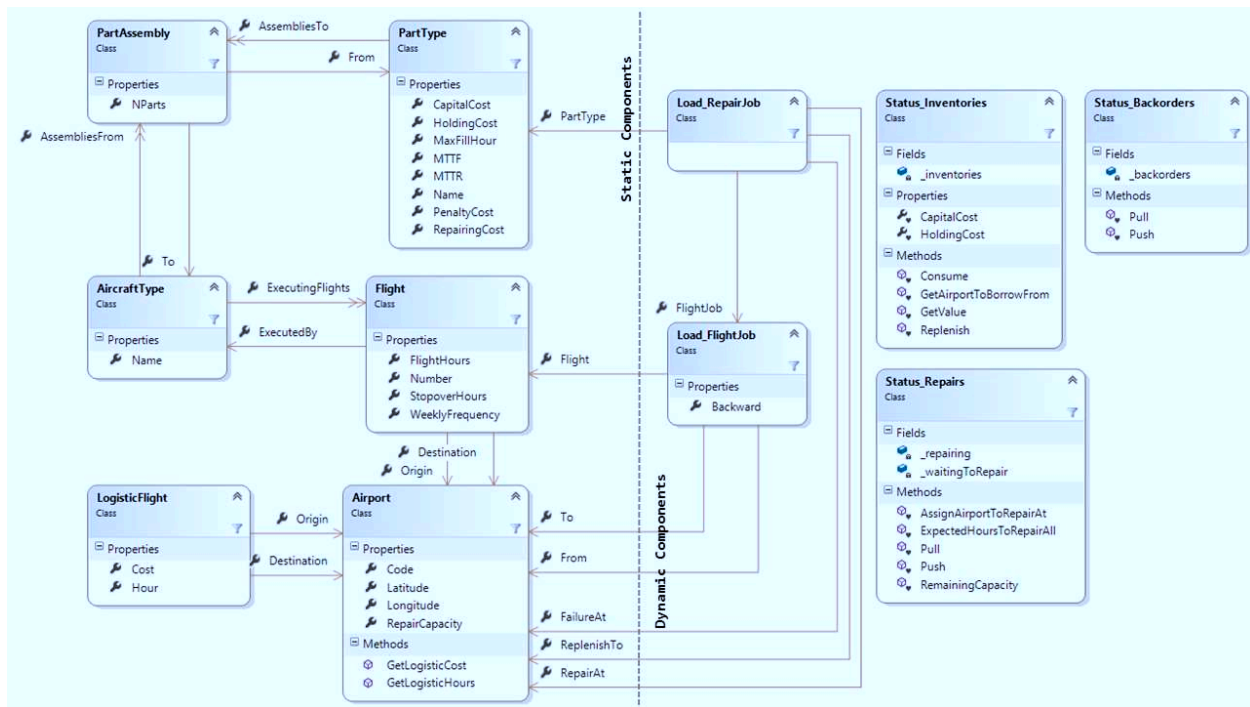 PartAssembly
Class
Properties
NParts
AssembliesTo
From
PartType
Class
Properties
CapitalCost
HoldingCost
MaxFillHour
MTTF
MTTR
Name
PenaltyCost
RepairingCost
AssembliesFrom
To
PartType
Static Components
Load_RepairJob
Class
Status_Inventories
Class
Fields
_inventories
Properties
CapitalCost
HoldingCost
Methods
Consume
GetAirportToBorrowFrom
GetValue
Replenish
Status_Backorders
Class
Fields
_backorders
Methods
Pull
Push
AircraftType
Class
Properties
Name
ExecutingFlights
ExecutedBy
Flight
Class
Properties
FlightHours
Number
StopoverHours
WeeklyFrequency
Flight
FlightJob
Load_FlightJob
Class
Properties
Backward
Status_Repairs
Class
Fields
_repairing
_waitingToRepair
Methods
AssignAirportToRepairAt
ExpectedHoursToRepairAll
Pull
Push
RemainingCapacity
Destination
Origin
LogisticFlight
Class
Properties
Cost
Hour
Origin
Destination
Airport
Class
Properties
Code
Latitude
Longitude
RepairCapacity
Methods
GetLogisticCost
GetLogisticHours
To
From
FailureAt
ReplenishTo
RepairAt
Dynamic Components